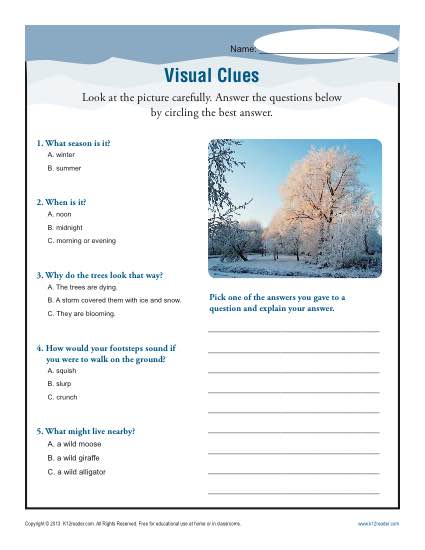 Name:
Visual Clues
Look at the picture carefully. Answer the questions below
by circling the best answer.
1. What season is it?
A. winter
B. summer
2. When is it?
A. noon
B. midnight
C. morning or evening
3. Why do the trees look that way?
A. The trees are dying.
B. A storm covered them with ice and snow.
C. They are blooming.
4. How would your footsteps sound if
you were to walk on the ground?
A. squish
B. slurp
C. crunch
5. What might live nearby?
A. a wild moose
B. a wild giraffe
C. a wild alligator
Pick one of the answers you gave to a
question and explain your answer.
Copyright © 2013 K12reader.com. All Rights Reserved. Free for educational use at home or in classrooms.
www.k12reader.com